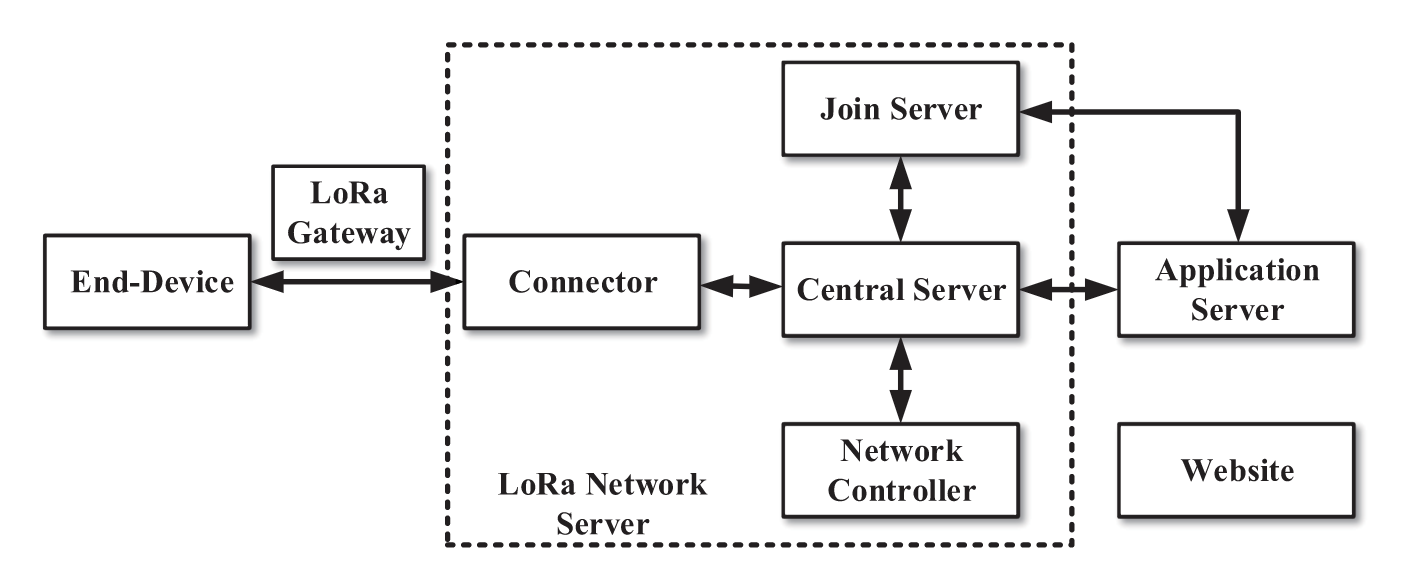 Join Server
LoRa
Gateway
End-Device
Connector
Central Server
Application
Server
Network
Controller
Website
LoRa Network
Server